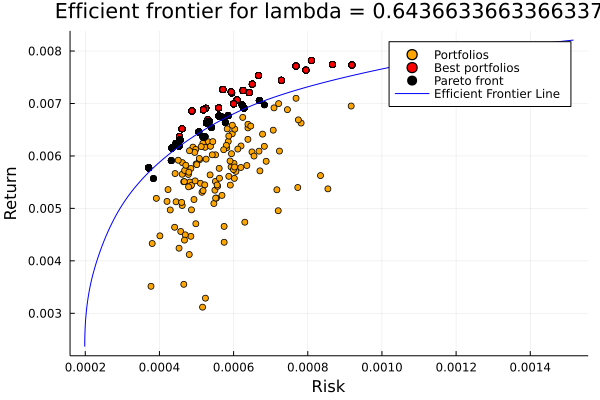 Efficient frontier for lambda = 0.6436633663366337
0.008
0.007
0.006
0.005
0.004
0.003
Return
Portfolios
Best portfolios
Pareto front
Efficient Frontier Line
0.0002 0.0004 0.0006 0.0008 0.0010 0.0012 0.0014
Risk